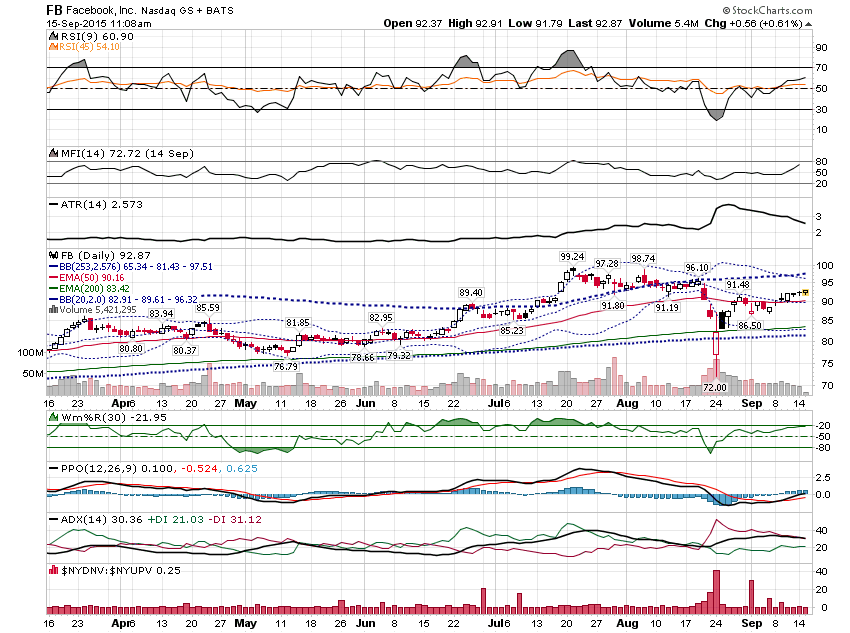 FB Facebook, Inc. Nasdaq GS + BATS
© StockCharts.com
15-Sep-2015 11:08am
Open 92.37 High 92.91 Low 91.79 Last 92.87 Volume 5.4M Chg +0.56 (+0.61%)
RSI(9) 60.90
RSI(45) 54.10
90
70
50
30
10
MFI(14) 72.72 (14 Sep)
80
50
20
ATR(14) 2.573
3
2
FB (Daily) 92.87
BB(253,2.576) 65.34 - 81.43 - 97.51
EMA(50) 90.16
EMA(200) 83.42
BB(20,2.0) 82.91 - 89.61 - 96.32
Volume 5,421,295
99.24
97.28
98.74
96.10
91.48
89.40
91.80
91.19
83.94
85.59
81.85
82.95
85.23
86.50
80.80
80.37
76.79
78.66
79.32
72.00
100
95
90
85
80
75
70
100M
50M
16 23 Apr6 13 20 27 May 11 18 26 Jun 8 15 22 Jul6 13 20 27 Aug 10 17 24 Sep 8 14
Wm%R(30) -21.95
-20
-50
-80
PPO(12,26,9) 0.100, -0.524, 0.625
2.5
0.0
ADX(14) 30.36 +DI 21.03 -DI 31.12
40
20
$NYDNV:$NYUPV 0.25
40
20
0
16 23 Apr6 13 20 27 May 11 18 26 Jun 8 15 22 Jul6 13 20 27 Aug 10 17 24 Sep 8 14